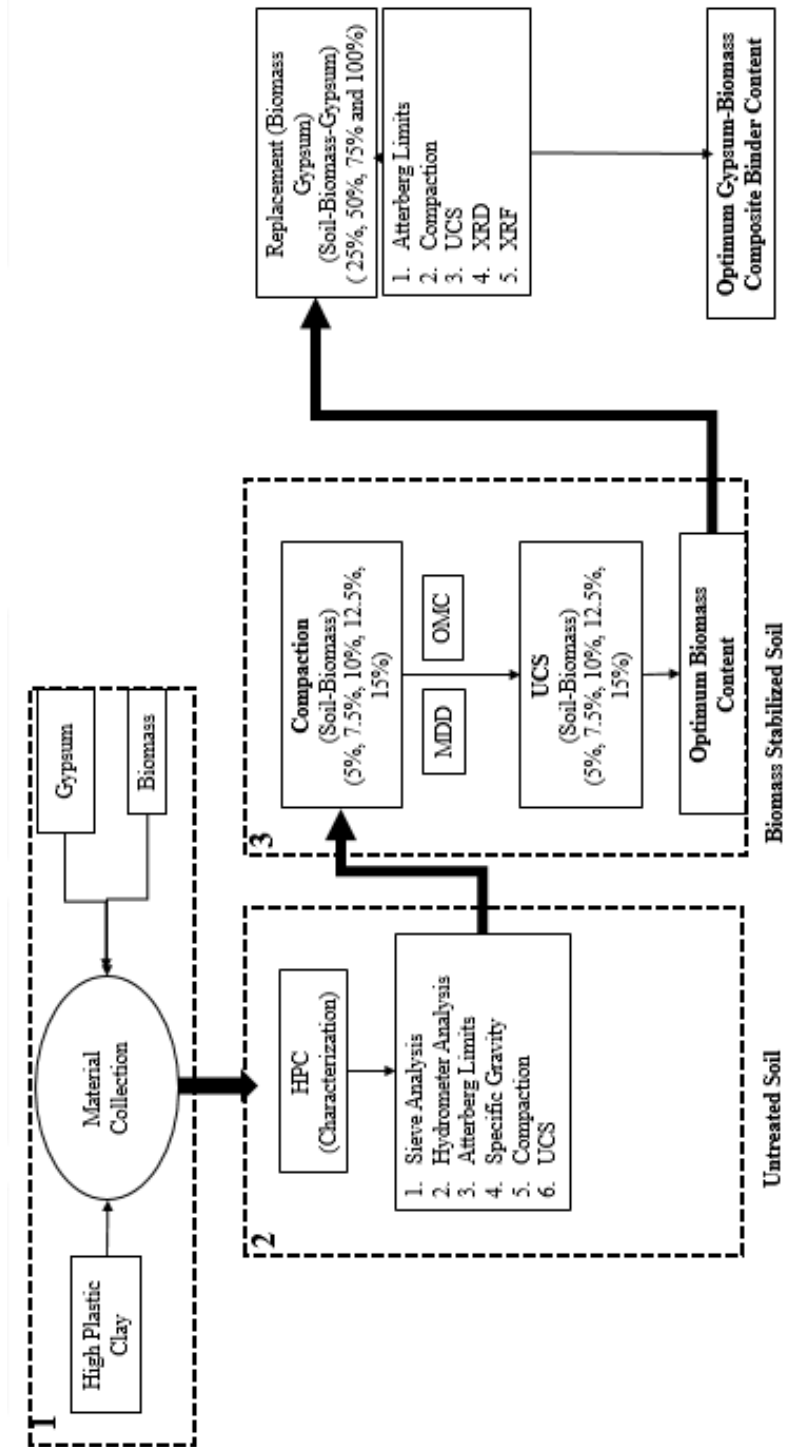 1
High Plastic
Clay
Material
Collection
Gypsum
Biomass
2
HPC
(Characterization)
1. Sieve Analysis
2. Hydrometer Analysis
3. Atterberg Limits
4. Specific Gravity
5. Compaction
6. UCS
Untreated Soil
3
Compaction
(Soil-Biomass)
(5%, 7.5%, 10%, 12.5%,
15%)
MDD
OMC
UCS
(Soil-Biomass)
(5%, 7.5%, 10%, 12.5%,
15%)
Optimum Biomass
Content
Biomass Stabilized Soil
Replacement (Biomass
Gypsum)
(Soil-Biomass-Gypsum)
( 25%, 50%, 75% and 100%)
1. Atterberg Limits
2. Compaction
3. UCS
4. XRD
5. XRF
Optimum Gypsum-Biomass
Composite Binder Content